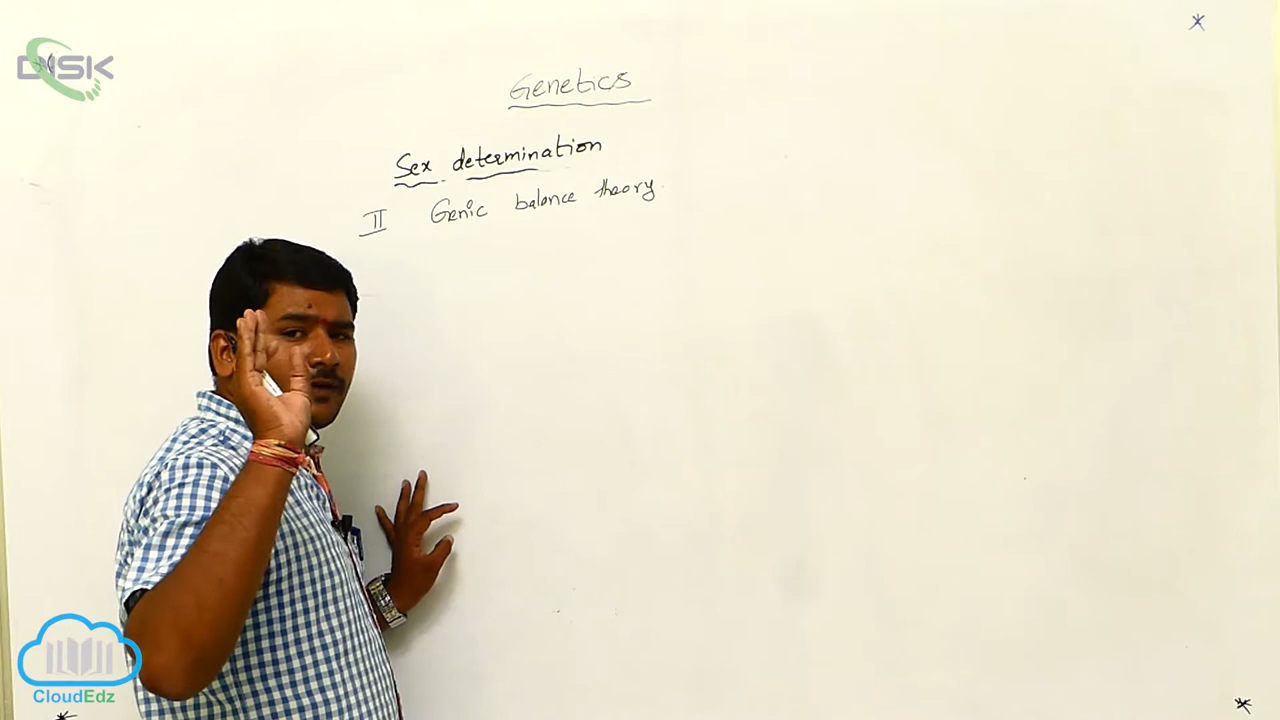 DISK
Genetics
Sex determination
II Genic balance theory
CloudEdz